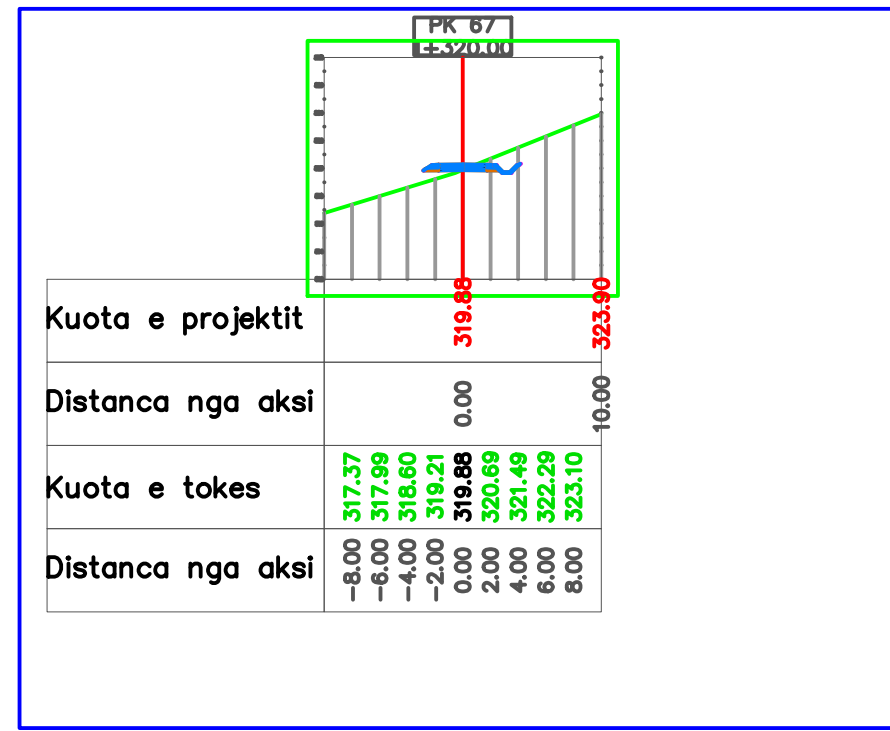 PK 67
+320.00
Kuota e projektit 319.88 323.90
Distanca nga aksi 0.00 10.00
Kuota e tokes 317.37 317.99 318.60 319.21 319.88 320.69 321.49 322.29 323.10
Distanca nga aksi -8.00 -6.00 -4.00 -2.00 0.00 2.00 4.00 6.00 8.00